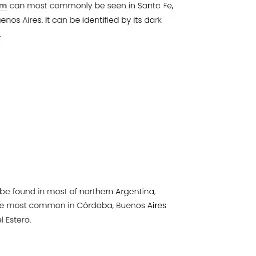 m can most commonly be seen in Santa Fe,
enos Aires. It can be identified by its dark
be found in most of northern Argentina,
e most common in Córdoba, Buenos Aires
l Estero.